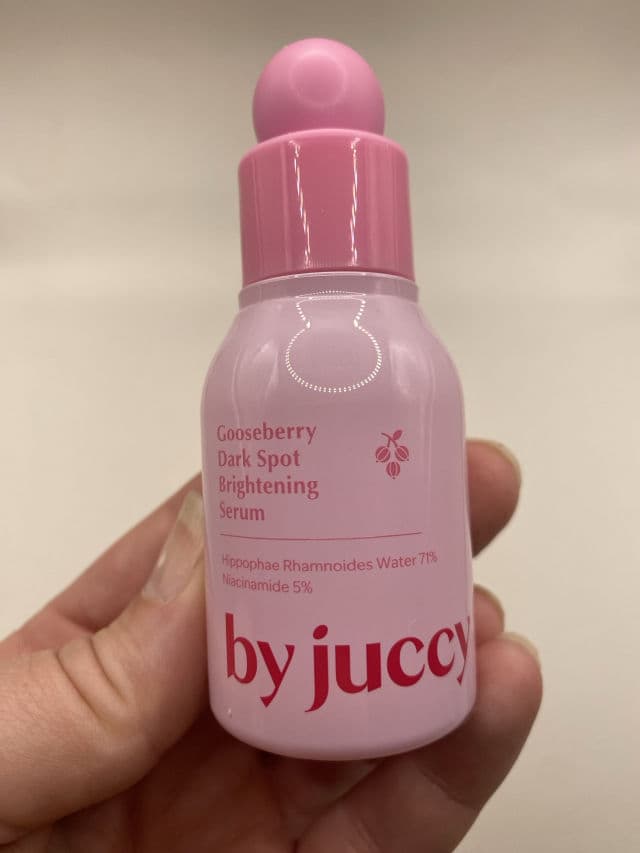 Gooseberry
Dark Spot
Brightening
Serum
Hippophae Rhamnoides Water 71%
Niacinamide 5%
by juccy